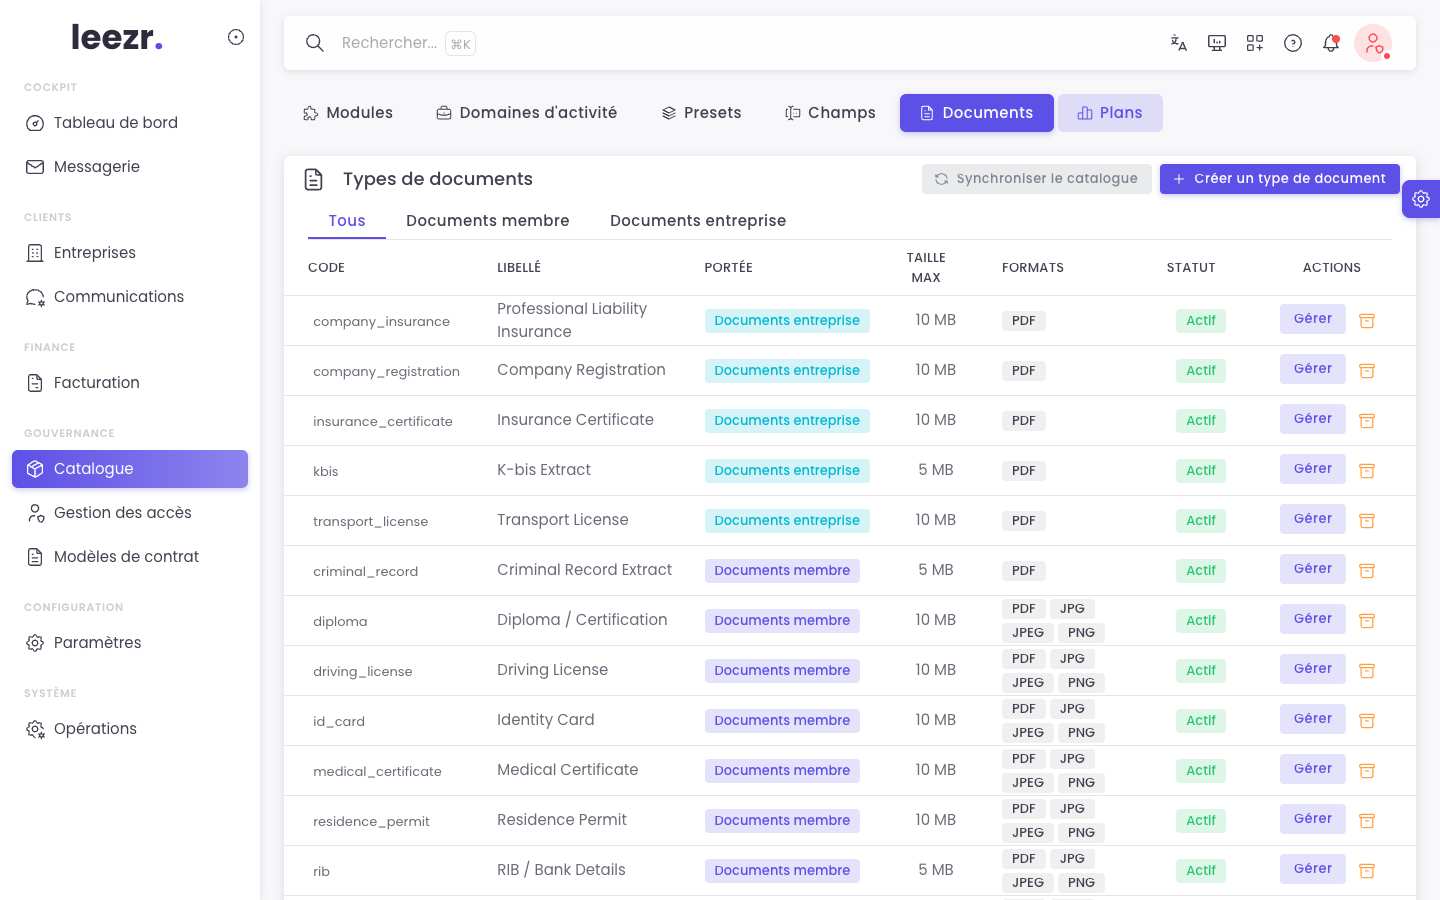 leezr.
COCKPIT
Tableau de bord
Messagerie
CLIENTS
Entreprises
Communications
FINANCE
Facturation
GOUVERNANCE
Catalogue
Gestion des accès
Modèles de contrat
CONFIGURATION
Paramètres
SYSTÈME
Opérations
Rechercher... ⌘K
Modules Domaines d'activité Presets Champs Documents Plans
Types de documents Synchroniser le catalogue + Créer un type de document
Tous Documents membre Documents entreprise
CODE LIBELLÉ PORTÉE TAILLE MAX FORMATS STATUT ACTIONS
company_insurance Professional Liability Insurance Documents entreprise 10 MB PDF Actif Gérer
company_registration Company Registration Documents entreprise 10 MB PDF Actif Gérer
insurance_certificate Insurance Certificate Documents entreprise 10 MB PDF Actif Gérer
kbis K-bis Extract Documents entreprise 5 MB PDF Actif Gérer
transport_license Transport License Documents entreprise 10 MB PDF Actif Gérer
criminal_record Criminal Record Extract Documents membre 5 MB PDF Actif Gérer
diploma Diploma / Certification Documents membre 10 MB PDF JPG JPEG PNG Actif Gérer
driving_license Driving License Documents membre 10 MB PDF JPG JPEG PNG Actif Gérer
id_card Identity Card Documents membre 10 MB PDF JPG JPEG PNG Actif Gérer
medical_certificate Medical Certificate Documents membre 10 MB PDF JPG JPEG PNG Actif Gérer
residence_permit Residence Permit Documents membre 10 MB PDF JPG JPEG PNG Actif Gérer
rib RIB / Bank Details Documents membre 5 MB PDF JPG JPEG PNG Actif Gérer